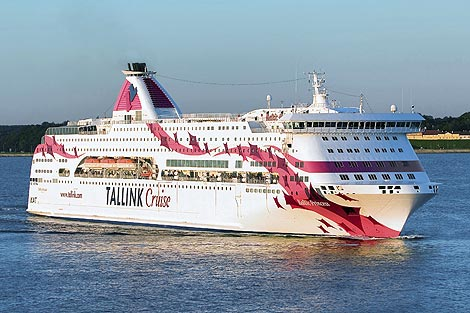 www.tallink.com
TALLINK Cruise
Baltic Princess